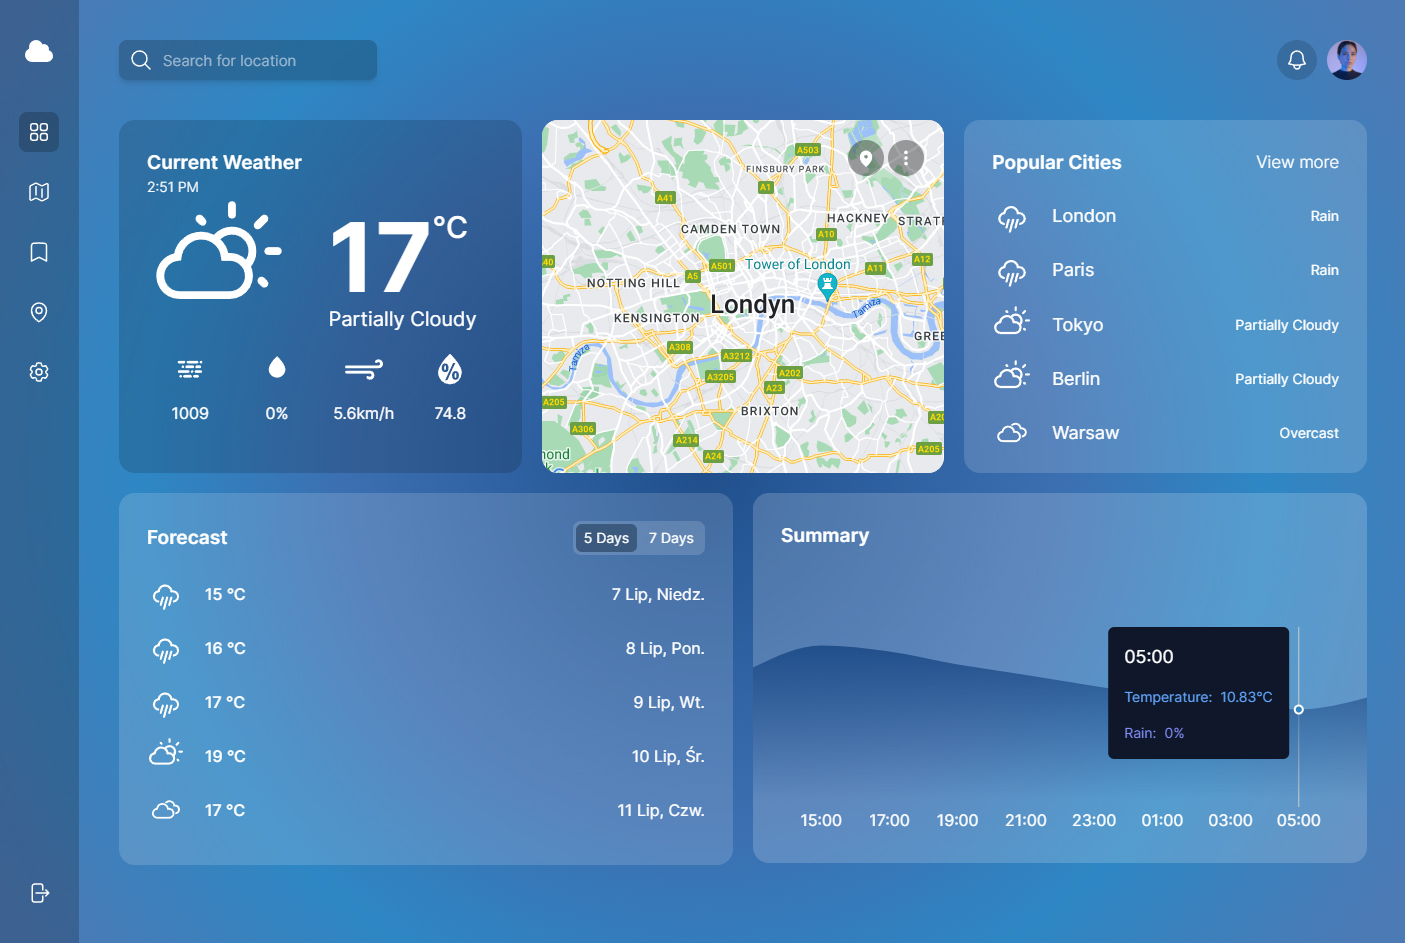 Search for location
Current Weather
2:51 PM
17°C
Partially Cloudy
1009 0% 5.6km/h 74.8
A503
FINSBURY PARK
A1
A41
HACKNEY
STRATF
CAMDEN TOWN
A10
A40
A501
Tower of London
A11
A12
A5
NOTTING HILL
Londyn
Tamiza
KENSINGTON
GREE
A308
A3212
Tamiza
A3205
A202
A23
A205
BRIXTON
A20
A306
A214
A205
A24
mond
k
Popular Cities View more
London Rain
Paris Rain
Tokyo Partially Cloudy
Berlin Partially Cloudy
Warsaw Overcast
Forecast 5 Days 7 Days
15 °C 7 Lip, Niedz.
16 °C 8 Lip, Pon.
17 °C 9 Lip, Wt.
19 °C 10 Lip, Śr.
17 °C 11 Lip, Czw.
Summary
05:00
Temperature: 10.83°C
Rain: 0%
15:00 17:00 19:00 21:00 23:00 01:00 03:00 05:00